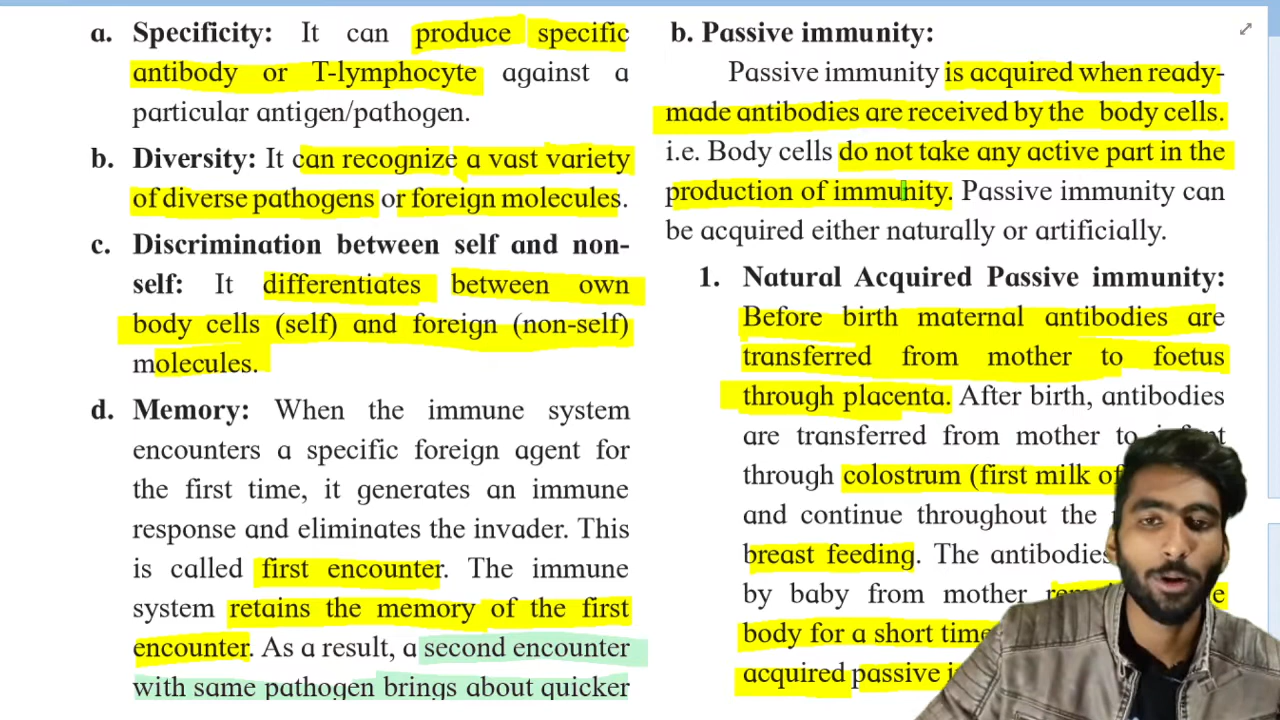 a. Specificity: It can produce specific
antibody or T-lymphocyte against a
particular antigen/pathogen.
b. Diversity: It can recognize a vast variety
of diverse pathogens or foreign molecules.
c. Discrimination between self and non-
self: It differentiates between own
body cells (self) and foreign (non-self)
molecules.
d. Memory: When the immune system
encounters a specific foreign agent for
the first time, it generates an immune
response and eliminates the invader. This
is called first encounter. The immune
system retains the memory of the first
encounter. As a result, a second encounter
with same pathogen brings about quicker
b. Passive immunity:
Passive immunity is acquired when ready-
made antibodies are received by the body cells.
i.e. Body cells do not take any active part in the
production of immunity. Passive immunity can
be acquired either naturally or artificially.
1. Natural Acquired Passive immunity:
Before birth maternal antibodies are
transferred from mother to foetus
through placenta. After birth, antibodies
are transferred from mother to
through colostrum (first milk of
and continue throughout the
breast feeding. The antibodies
by baby from mother
body for a short time
acquired passive